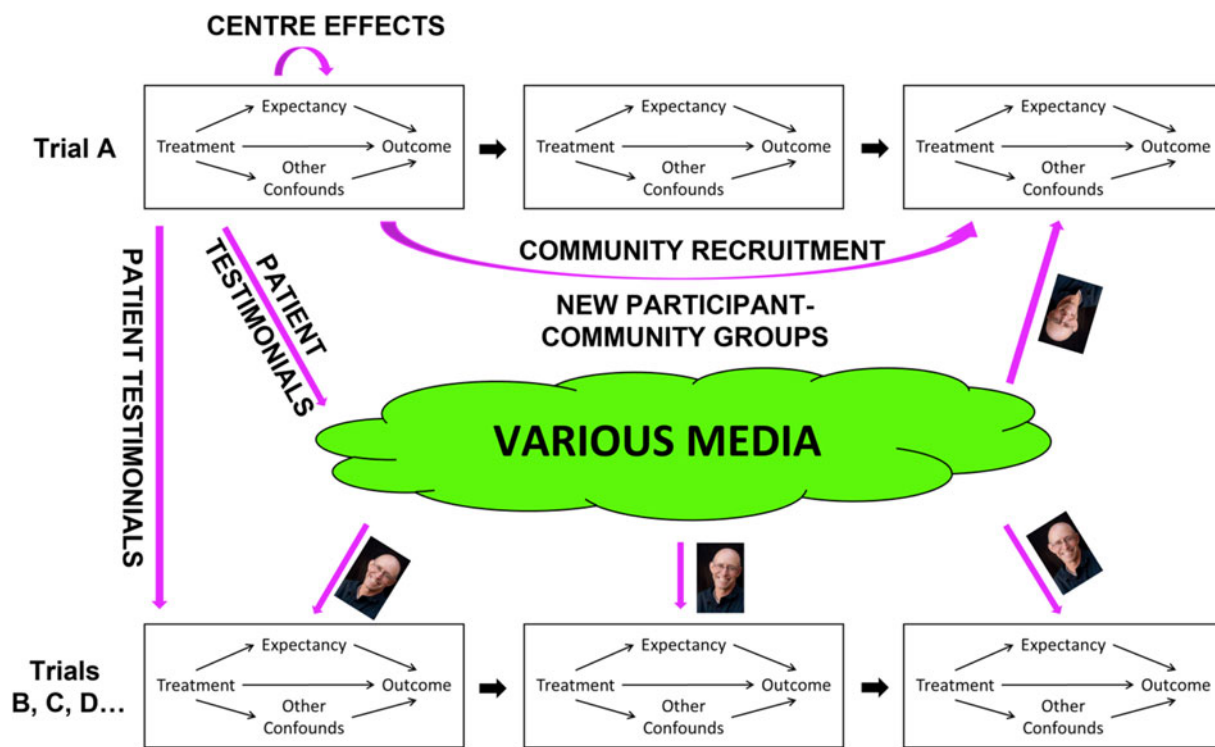 CENTRE EFFECTS
Trial A
Expectancy
Treatment
Outcome
Other
Confounds
Expectancy
Treatment
Outcome
Other
Confounds
Expectancy
Treatment
Outcome
Other
Confounds
PATIENT TESTIMONIALS
PATIENT
TESTIMONIALS
COMMUNITY RECRUITMENT
NEW PARTICIPANT-
COMMUNITY GROUPS
VARIOUS MEDIA
Trials
B, C, D…
Expectancy
Treatment
Outcome
Other
Confounds
Expectancy
Treatment
Outcome
Other
Confounds
Expectancy
Treatment
Outcome
Other
Confounds